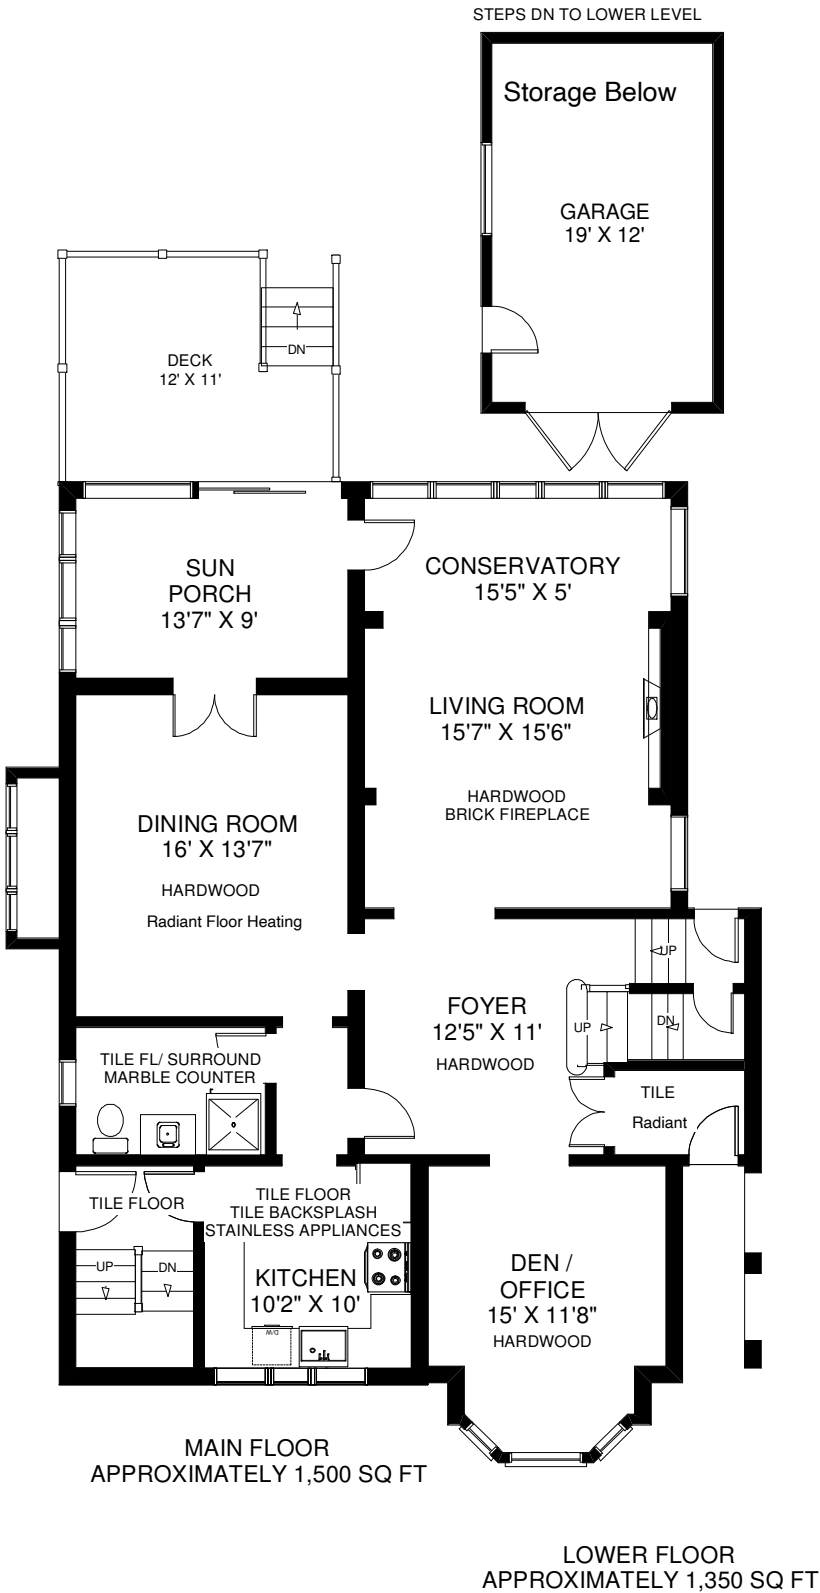 STEPS DN TO LOWER LEVEL
Storage Below
GARAGE
19' X 12'
DN
DECK
12' X 11'
SUN
PORCH
13'7" X 9'
CONSERVATORY
15'5" X 5'
LIVING ROOM
15'7" X 15'6"
HARDWOOD
BRICK FIREPLACE
DINING ROOM
16' X 13'7"
HARDWOOD
Radiant Floor Heating
UP
FOYER
12'5" X 11'
HARDWOOD
UP
DN
TILE FL/ SURROUND
MARBLE COUNTER
TILE
Radiant
TILE FLOOR
UP
DN
TILE FLOOR
TILE BACKSPLASH
STAINLESS APPLIANCES
KITCHEN
10'2" X 10'
D/W
DEN /
OFFICE
15' X 11'8"
HARDWOOD
MAIN FLOOR
APPROXIMATELY 1,500 SQ FT
LOWER FLOOR
APPROXIMATELY 1,350 SQ FT